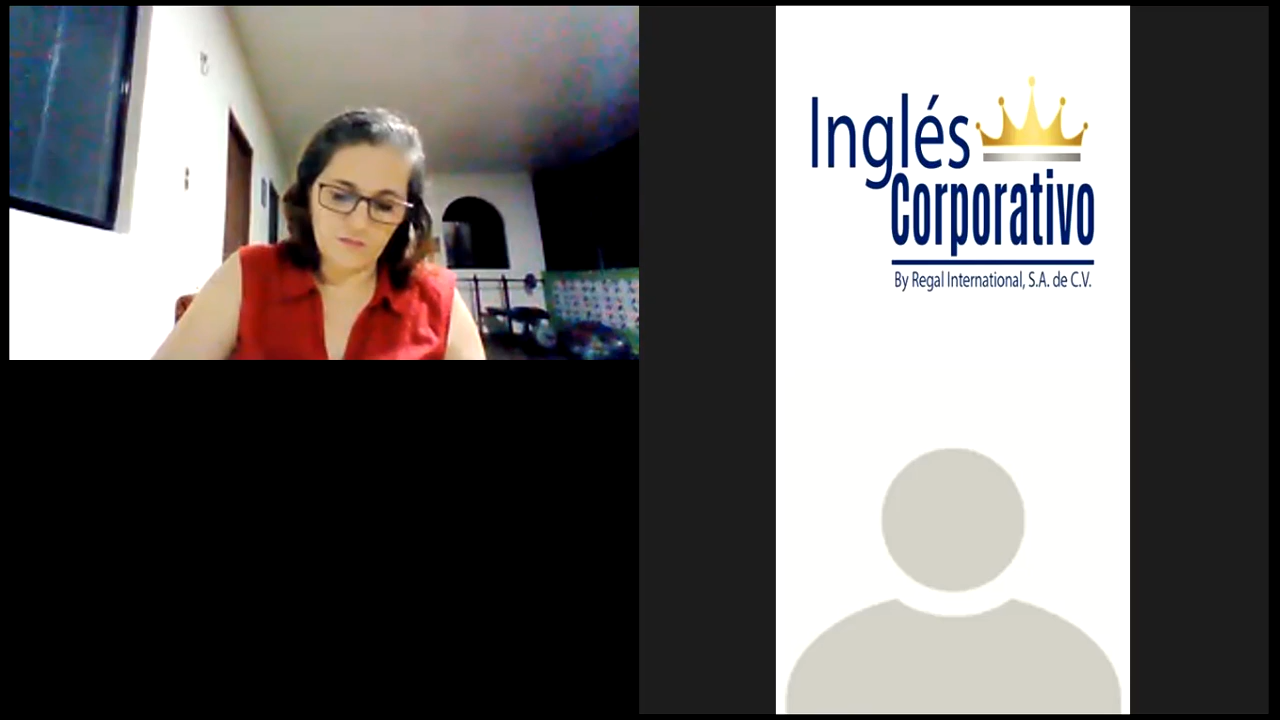 Inglés
Corporativo
By Regal International, S.A. de C.V.